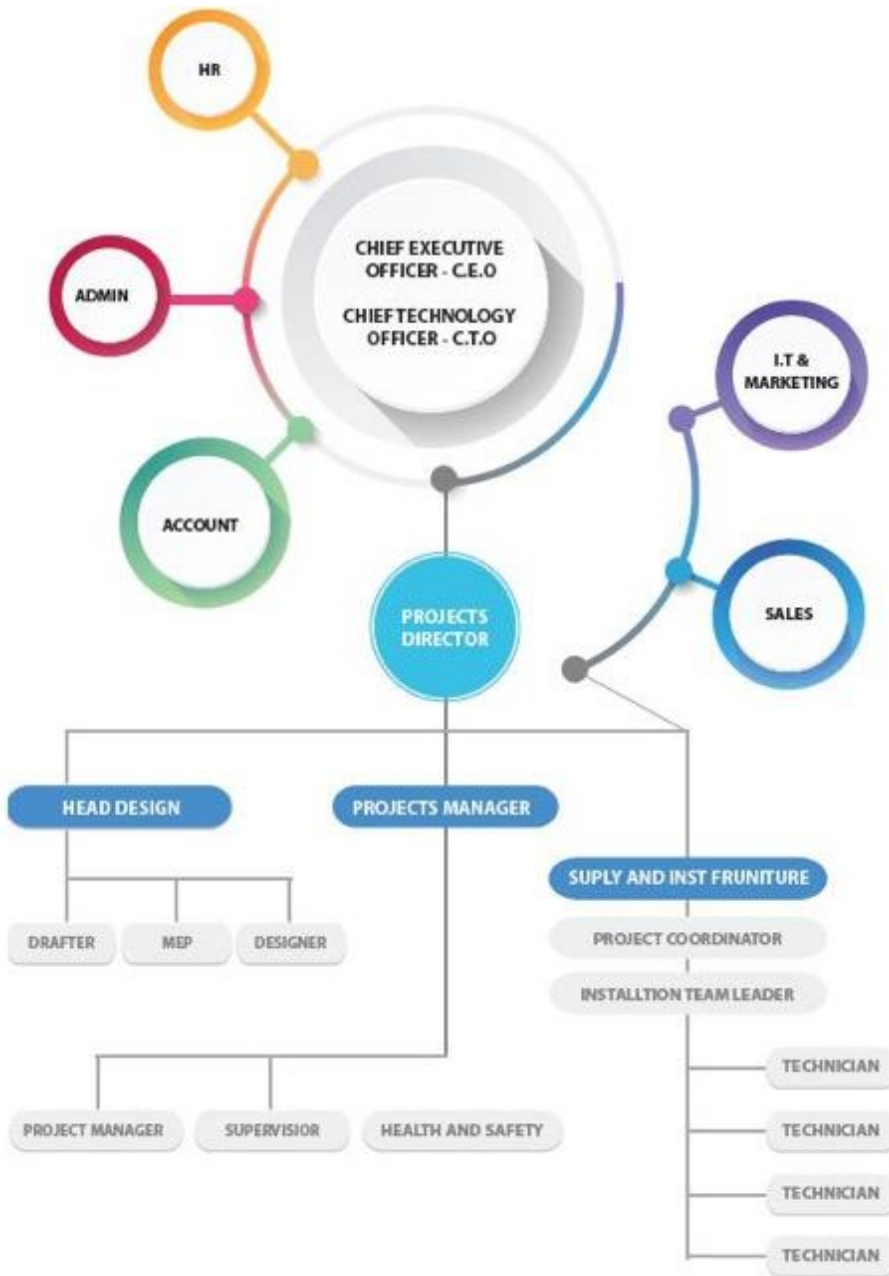 HR
CHIEF EXECUTIVE
OFFICER - C.E.O
CHIEF TECHNOLOGY
OFFICER - C.T.O
ADMIN
I.T &
MARKETING
ACCOUNT
PROJECTS
DIRECTOR
SALES
HEAD DESIGN
PROJECTS MANAGER
SUPLY AND INST FRUNITURE
DRAFTER
MEP
DESIGNER
PROJECT COORDINATOR
INSTALLTION TEAM LEADER
TECHNICIAN
PROJECT MANAGER
SUPERVISIOR
HEALTH AND SAFETY
TECHNICIAN
TECHNICIAN
TECHNICIAN